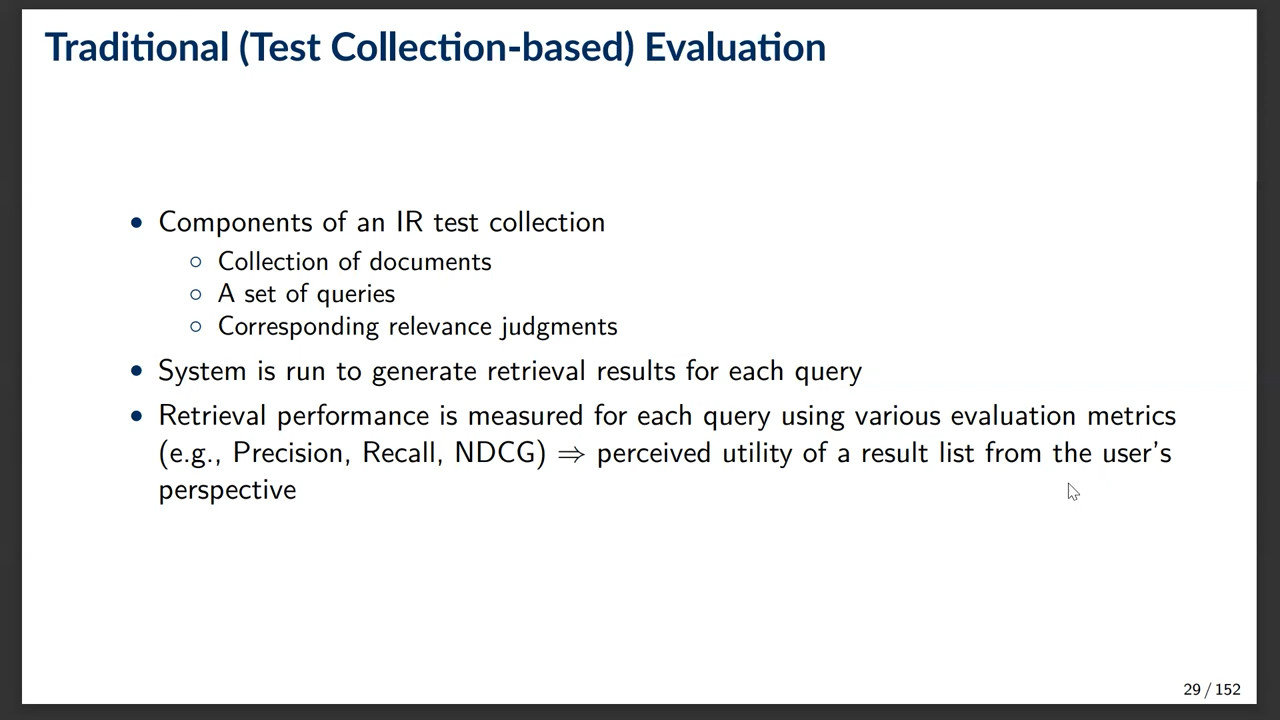 Traditional (Test Collection-based) Evaluation
• Components of an IR test collection
○ Collection of documents
○ A set of queries
○ Corresponding relevance judgments
• System is run to generate retrieval results for each query
• Retrieval performance is measured for each query using various evaluation metrics
(e.g., Precision, Recall, NDCG) ⇒ perceived utility of a result list from the user's
perspective
29 / 152